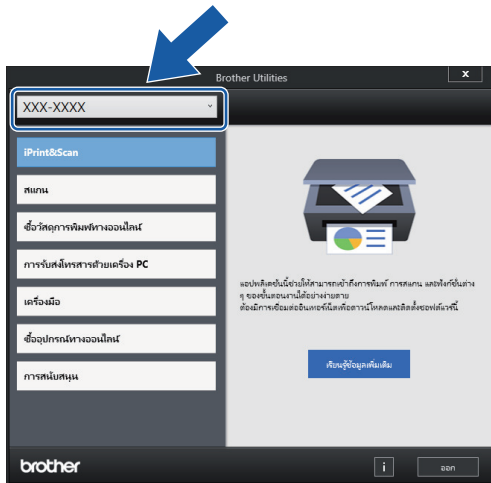 Brother Utilities
x
XXX-XXXX
iPrint&Scan
สแกน
ซื้อวัสดุการพิมพ์ทางออนไลน์
การรับส่งโทรสารด้วยเครื่อง PC
เครื่องมือ
ซื้ออุปกรณ์ทางออนไลน์
การสนับสนุน
แอปพลิเคชันนี้ช่วยให้สามารถเข้าถึงการพิมพ์ การสแกน และฟังก์ชันต่าง
ๆ ของขั้นตอนงานได้อย่างง่ายดาย
ต้องมีการเชื่อมต่ออินเทอร์เน็ตเพื่อดาวน์โหลดและติดตั้งซอฟต์แวร์นี้
เรียนรู้ข้อมูลเพิ่มเติม
brother
i
ออก